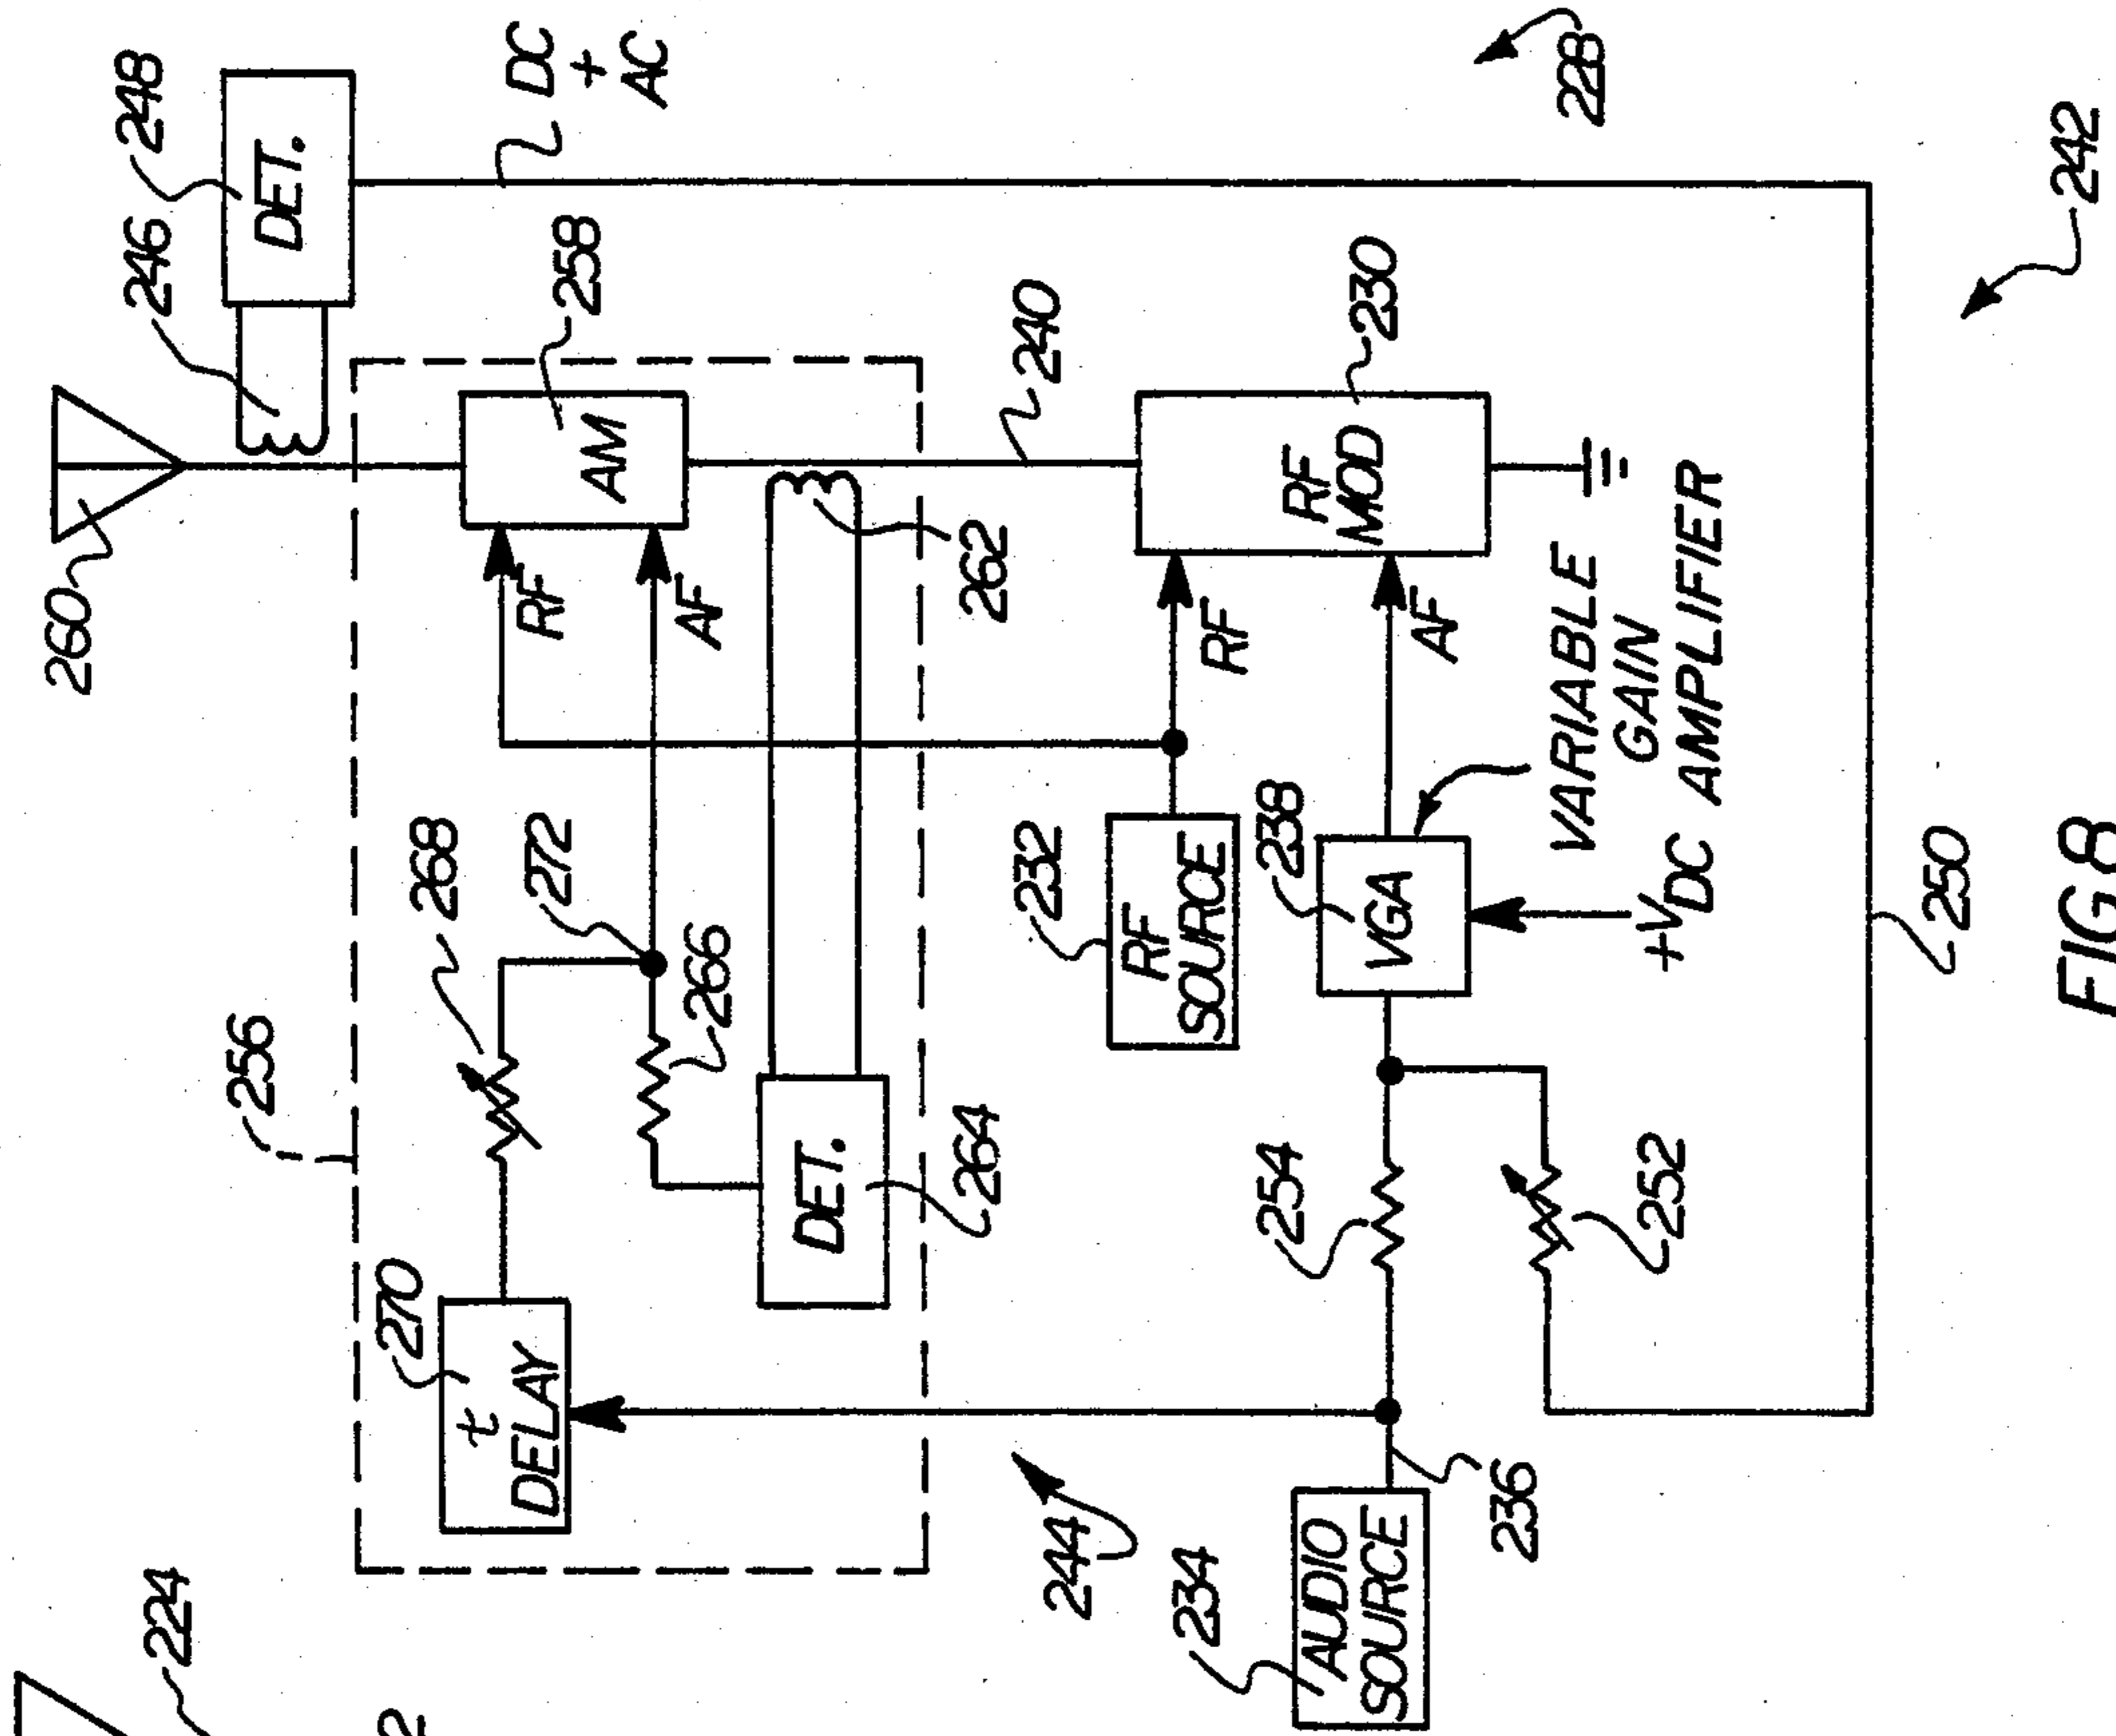 224
2
260
246
248
DET.
DC
+
AC
256
258
AM
RF
AF
270
t
DELAY
268
272
266
DET.
264
262
240
244
232
RF
SOURCE
RF
RF
MOD
230
228
234
AUDIO
SOURCE
236
254
252
238
VGA
AF
VARIABLE
GAIN
AMPLIFIER
+VDC
250
242
FIG 8